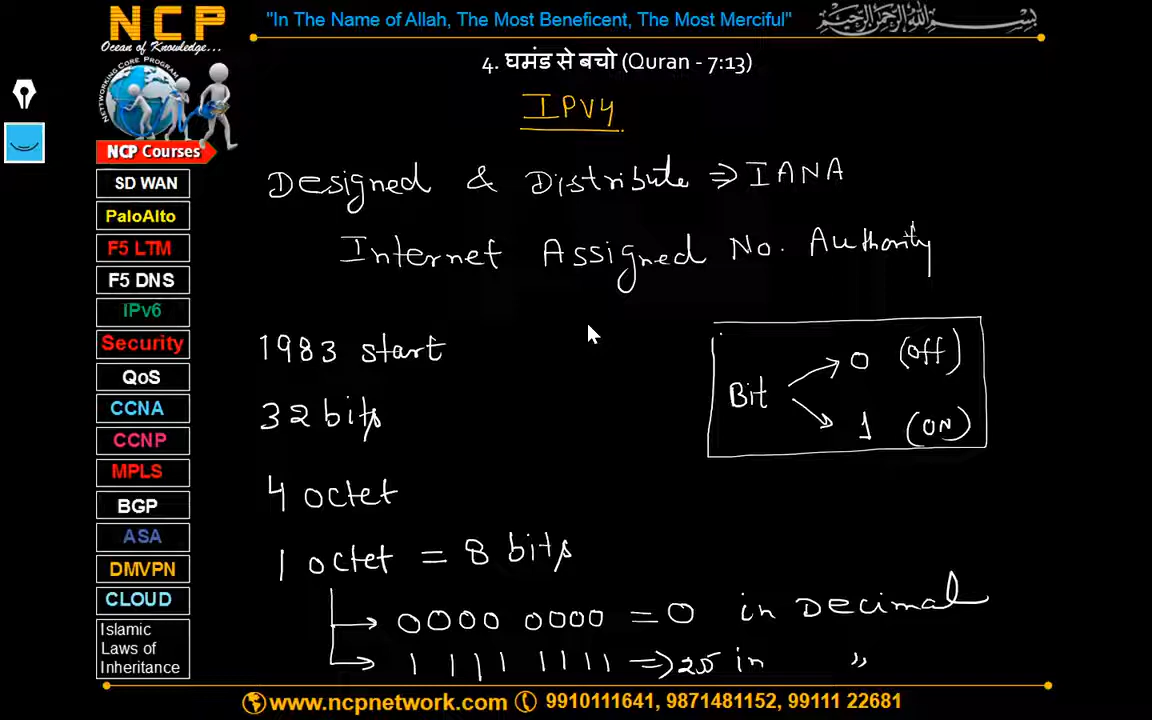 NCP
Ocean of Knowledge...
NETWORKING CORE PROGRAM
"In The Name of Allah, The Most Beneficent, The Most Merciful"
4. घमंड से बचो (Quran - 7:13)
IPV4
Designed & Distribute ⇒ IANA
Internet Assigned No. Authority
1983 start
32 bits
4 octet
1 octet = 8 bits
0000 0000 = 0 in Decimal
1111 1111 ⇒ 25 in "
Bit
0 (Off)
1 (ON)
NCP Courses
SD WAN
PaloAlto
F5 LTM
F5 DNS
IPv6
Security
QoS
CCNA
CCNP
MPLS
BGP
ASA
DMVPN
CLOUD
Islamic
Laws of
Inheritance
www.ncpnetwork.com 9910111641, 9871481152, 99111 22681